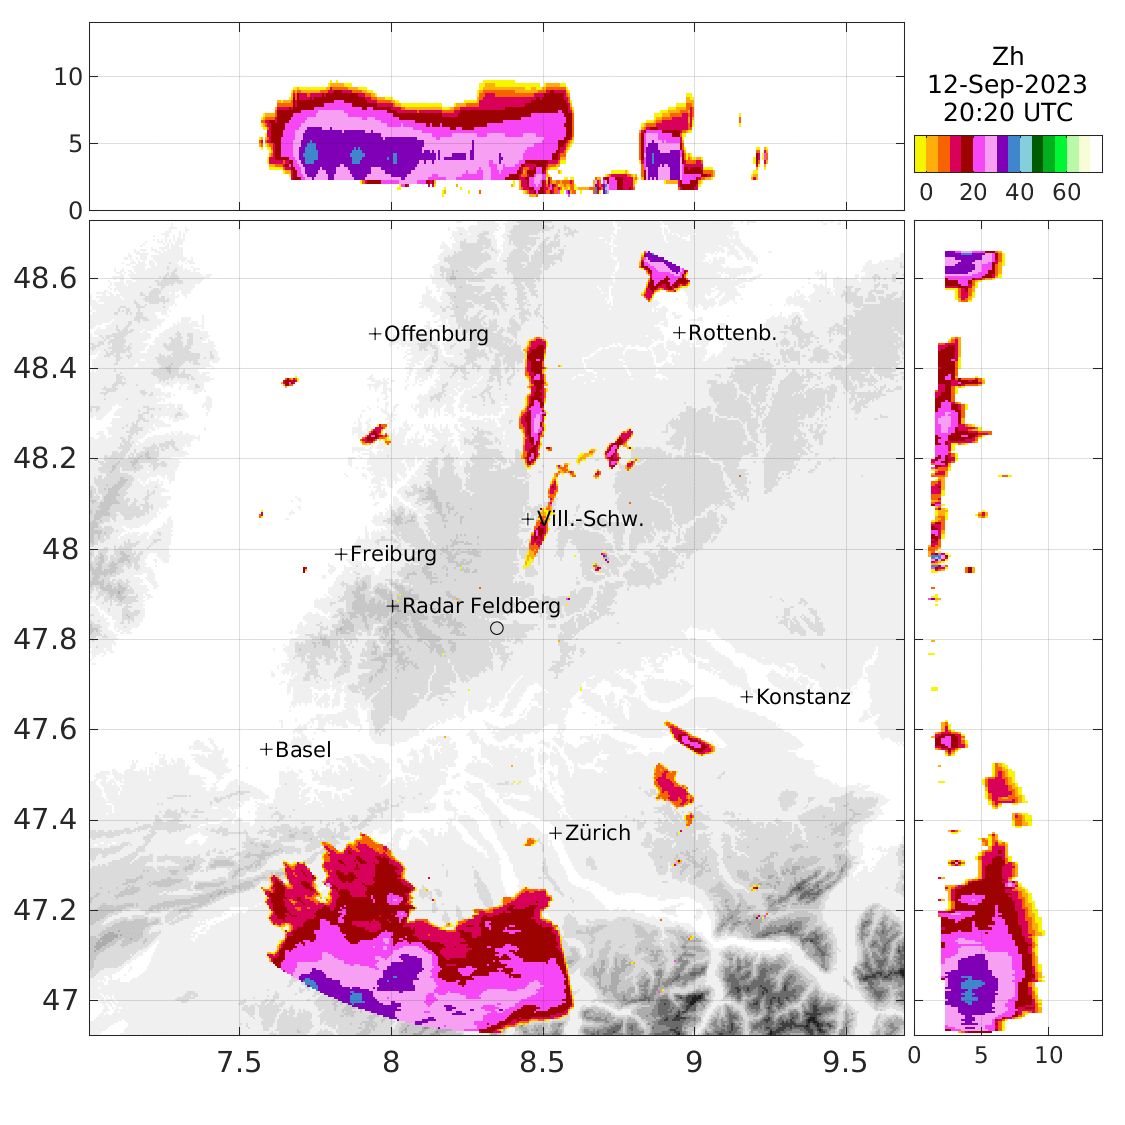 Zh
12-Sep-2023
20:20 UTC
0 20 40 60
10
5
0
48.6
48.4
48.2
48
47.8
47.6
47.4
47.2
47
Offenburg
Rottenb.
Vill.-Schw.
Freiburg
Radar Feldberg
Konstanz
Basel
Zürich
7.5 8 8.5 9 9.5
0 5 10